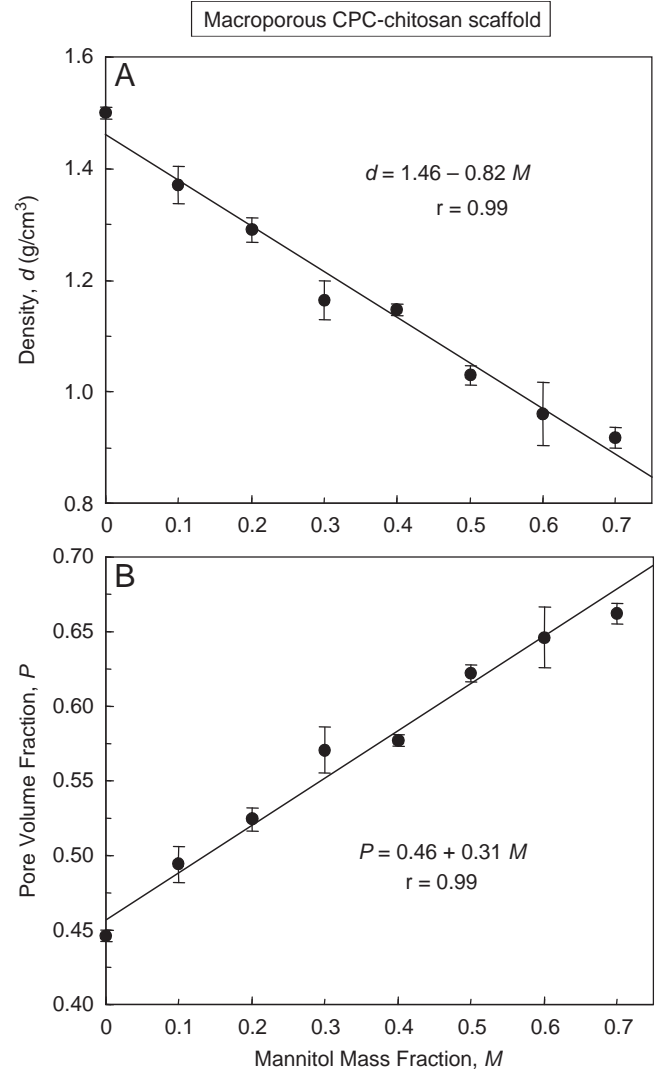 Macroporous CPC-chitosan scaffold
A
1.6
1.4
1.2
1.0
0.8
Density, d (g/cm³)
d = 1.46 – 0.82 M
r = 0.99
0 0.1 0.2 0.3 0.4 0.5 0.6 0.7
B
0.70
0.65
0.60
0.55
0.50
0.45
0.40
Pore Volume Fraction, P
P = 0.46 + 0.31 M
r = 0.99
0 0.1 0.2 0.3 0.4 0.5 0.6 0.7
Mannitol Mass Fraction, M